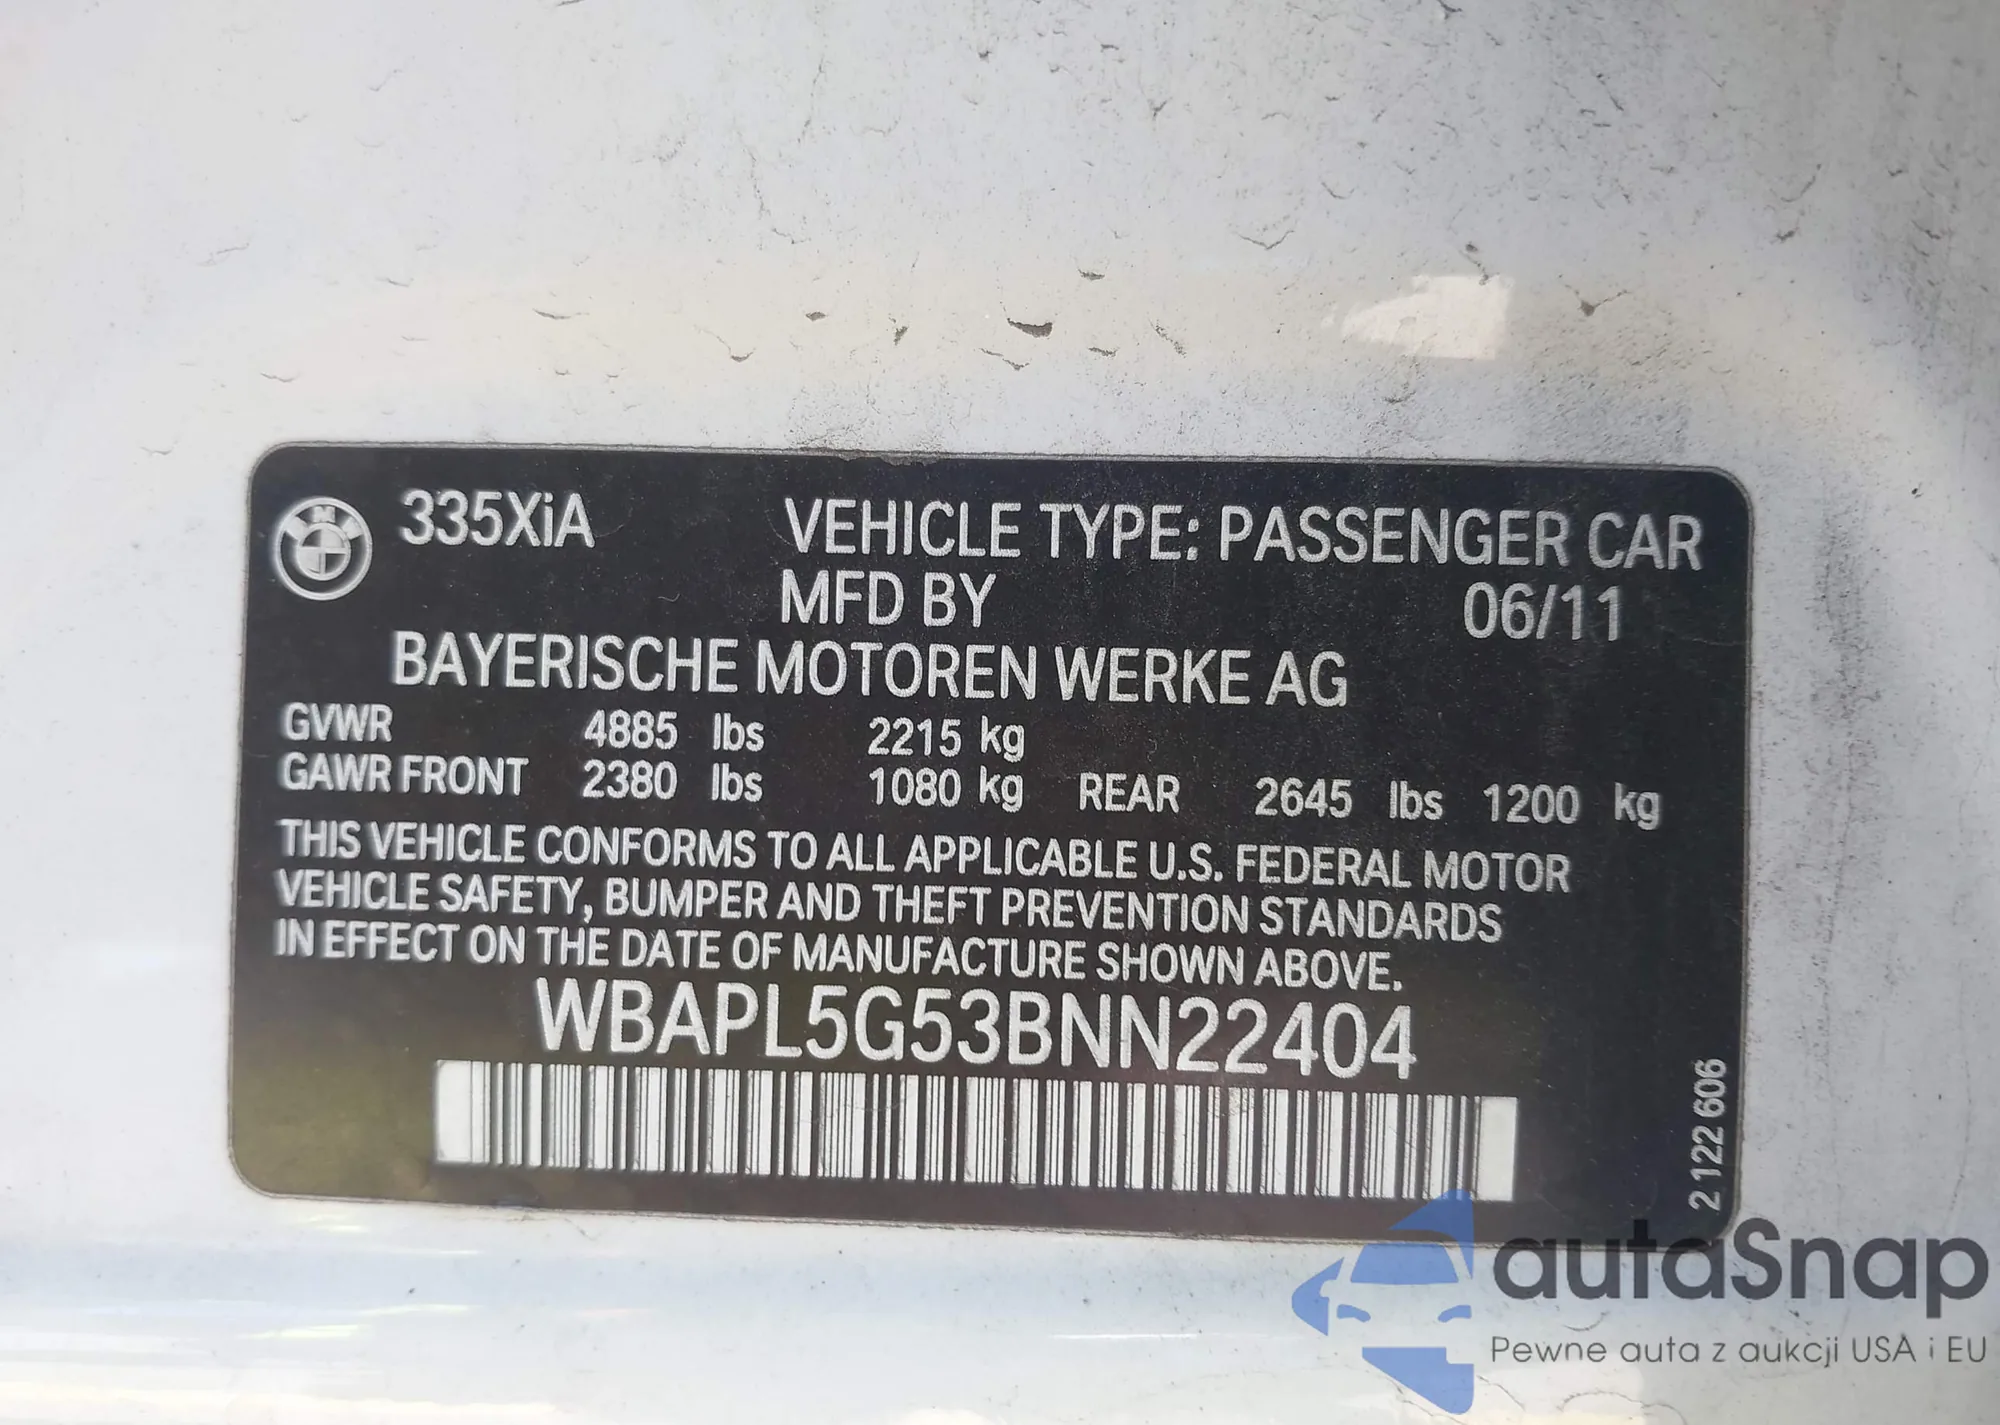 335XiA VEHICLE TYPE: PASSENGER CAR
MFD BY 06/11
BAYERISCHE MOTOREN WERKE AG
GVWR 4885 lbs 2215 kg
GAWR FRONT 2380 lbs 1080 kg REAR 2645 lbs 1200 kg
THIS VEHICLE CONFORMS TO ALL APPLICABLE U.S. FEDERAL MOTOR
VEHICLE SAFETY, BUMPER AND THEFT PREVENTION STANDARDS
IN EFFECT ON THE DATE OF MANUFACTURE SHOWN ABOVE.
WBAPL5G53BNN22404
2 122 606
autaSnap
Pewne auta z aukcji USA i EU